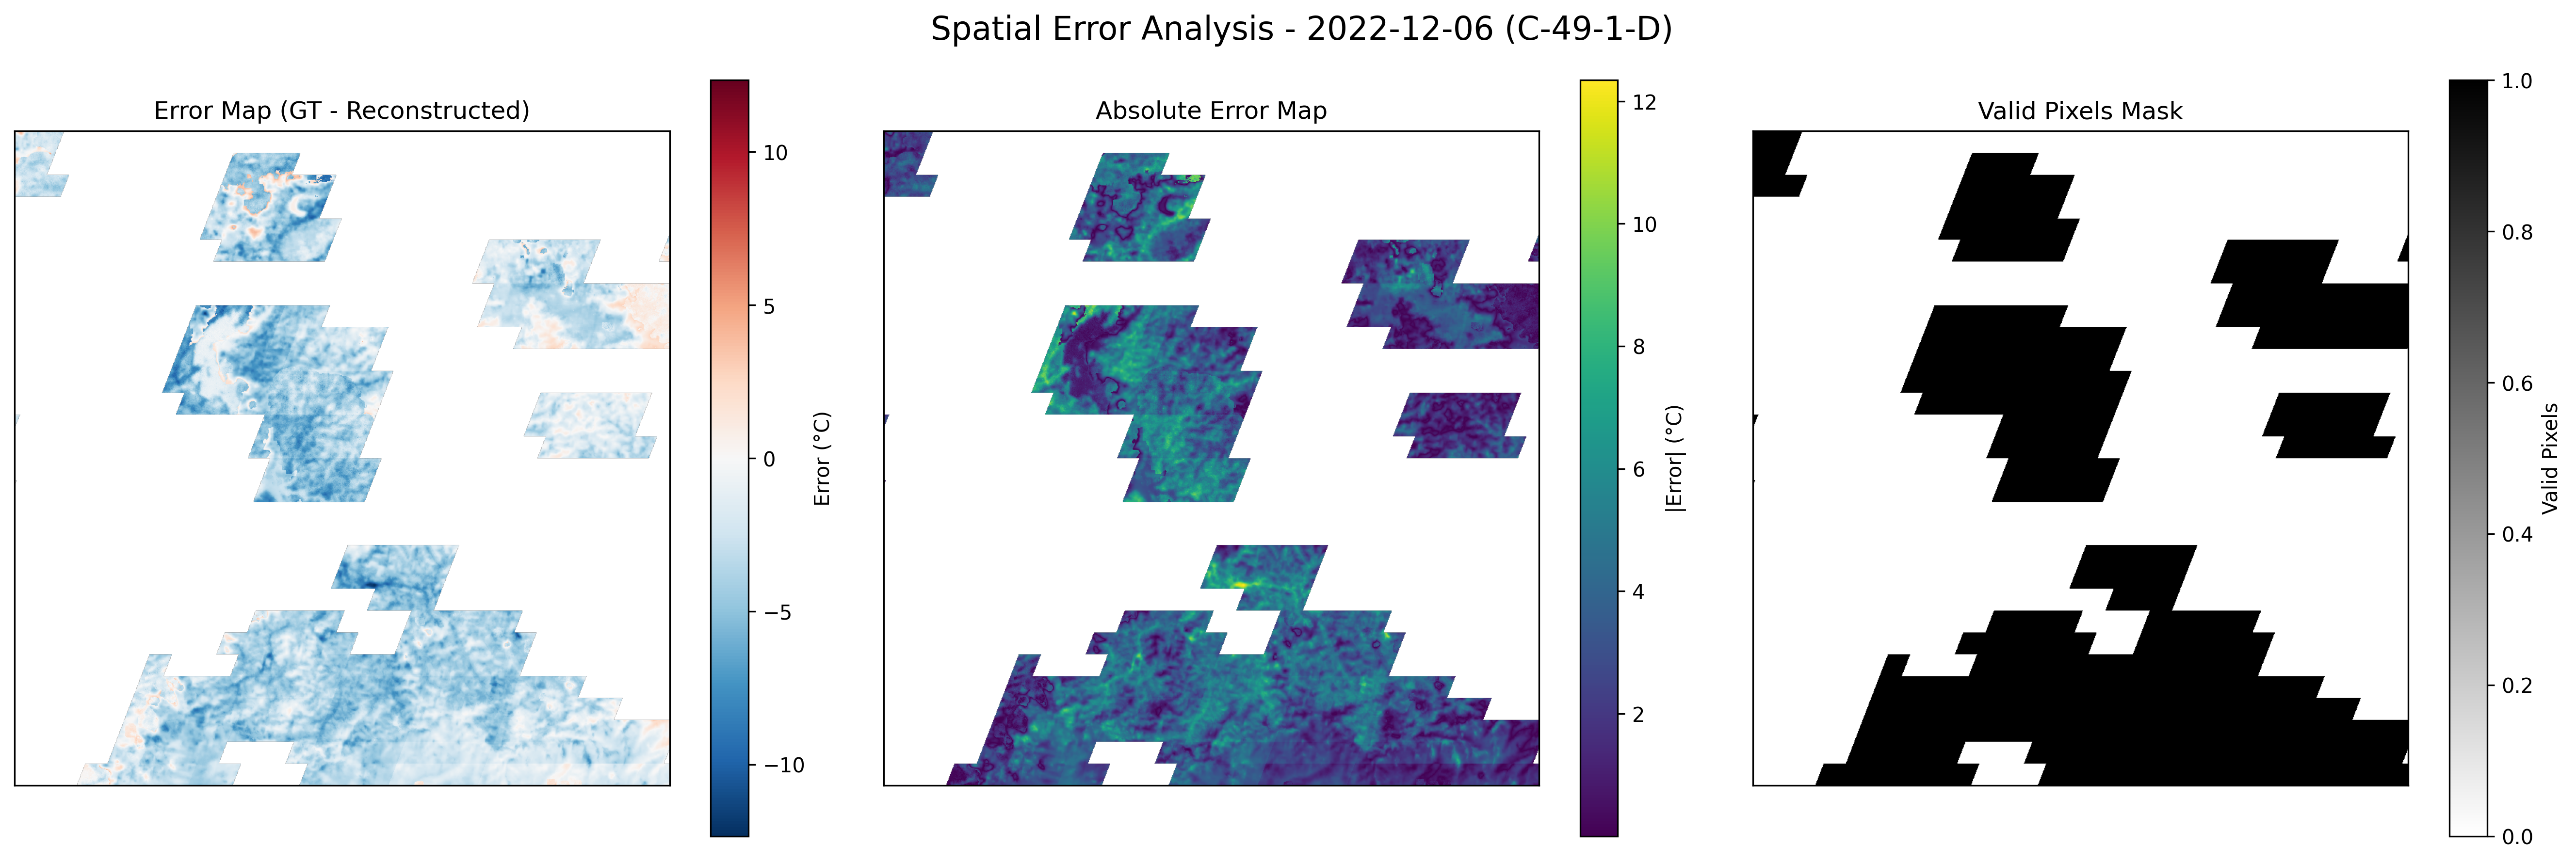 Spatial Error Analysis - 2022-12-06 (C-49-1-D)
Error Map (GT - Reconstructed)
10
5
0
−5
−10
Error (°C)
Absolute Error Map
12
10
8
6
4
2
|Error| (°C)
Valid Pixels Mask
1.0
0.8
0.6
0.4
0.2
0.0
Valid Pixels